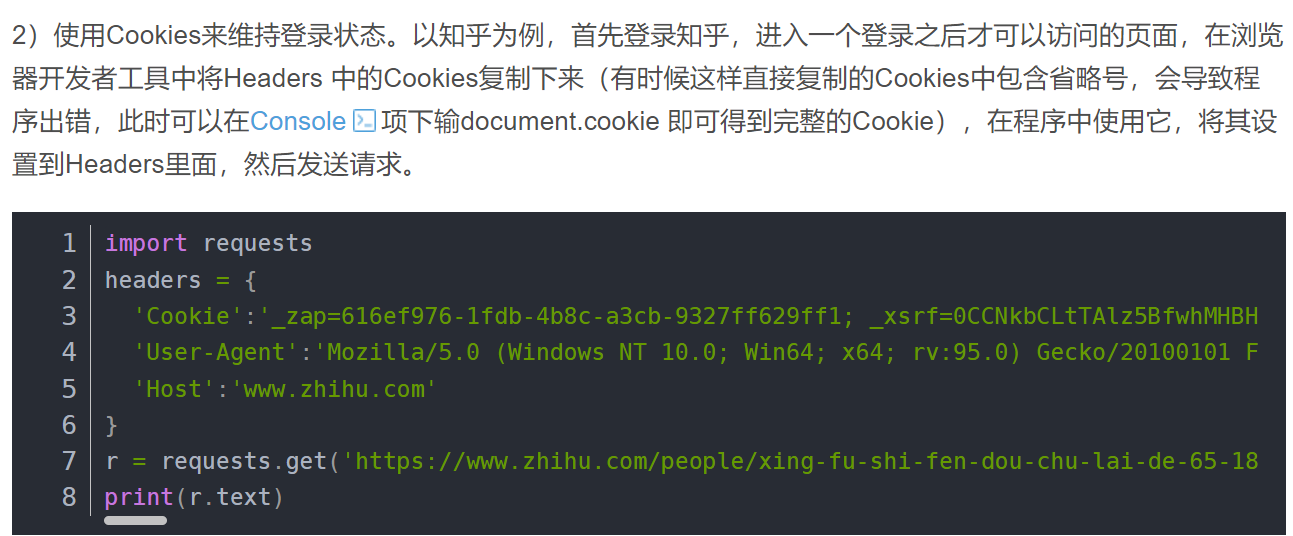 2）使用Cookies来维持登录状态。以知乎为例，首先登录知乎，进入一个登录之后才可以访问的页面，在浏览
器开发者工具中将Headers 中的Cookies复制下来（有时候这样直接复制的Cookies中包含省略号，会导致程
序出错，此时可以在Console项下输document.cookie 即可得到完整的Cookie），在程序中使用它，将其设
置到Headers里面，然后发送请求。
1 import requests
2 headers = {
3 'Cookie':'_zap=616ef976-1fdb-4b8c-a3cb-9327ff629ff1; _xsrf=0CCNkbCLtTAlz5BfwhMHBH
4 'User-Agent':'Mozilla/5.0 (Windows NT 10.0; Win64; x64; rv:95.0) Gecko/20100101 F
5 'Host':'www.zhihu.com'
6 }
7 r = requests.get('https://www.zhihu.com/people/xing-fu-shi-fen-dou-chu-lai-de-65-18
8 print(r.text)